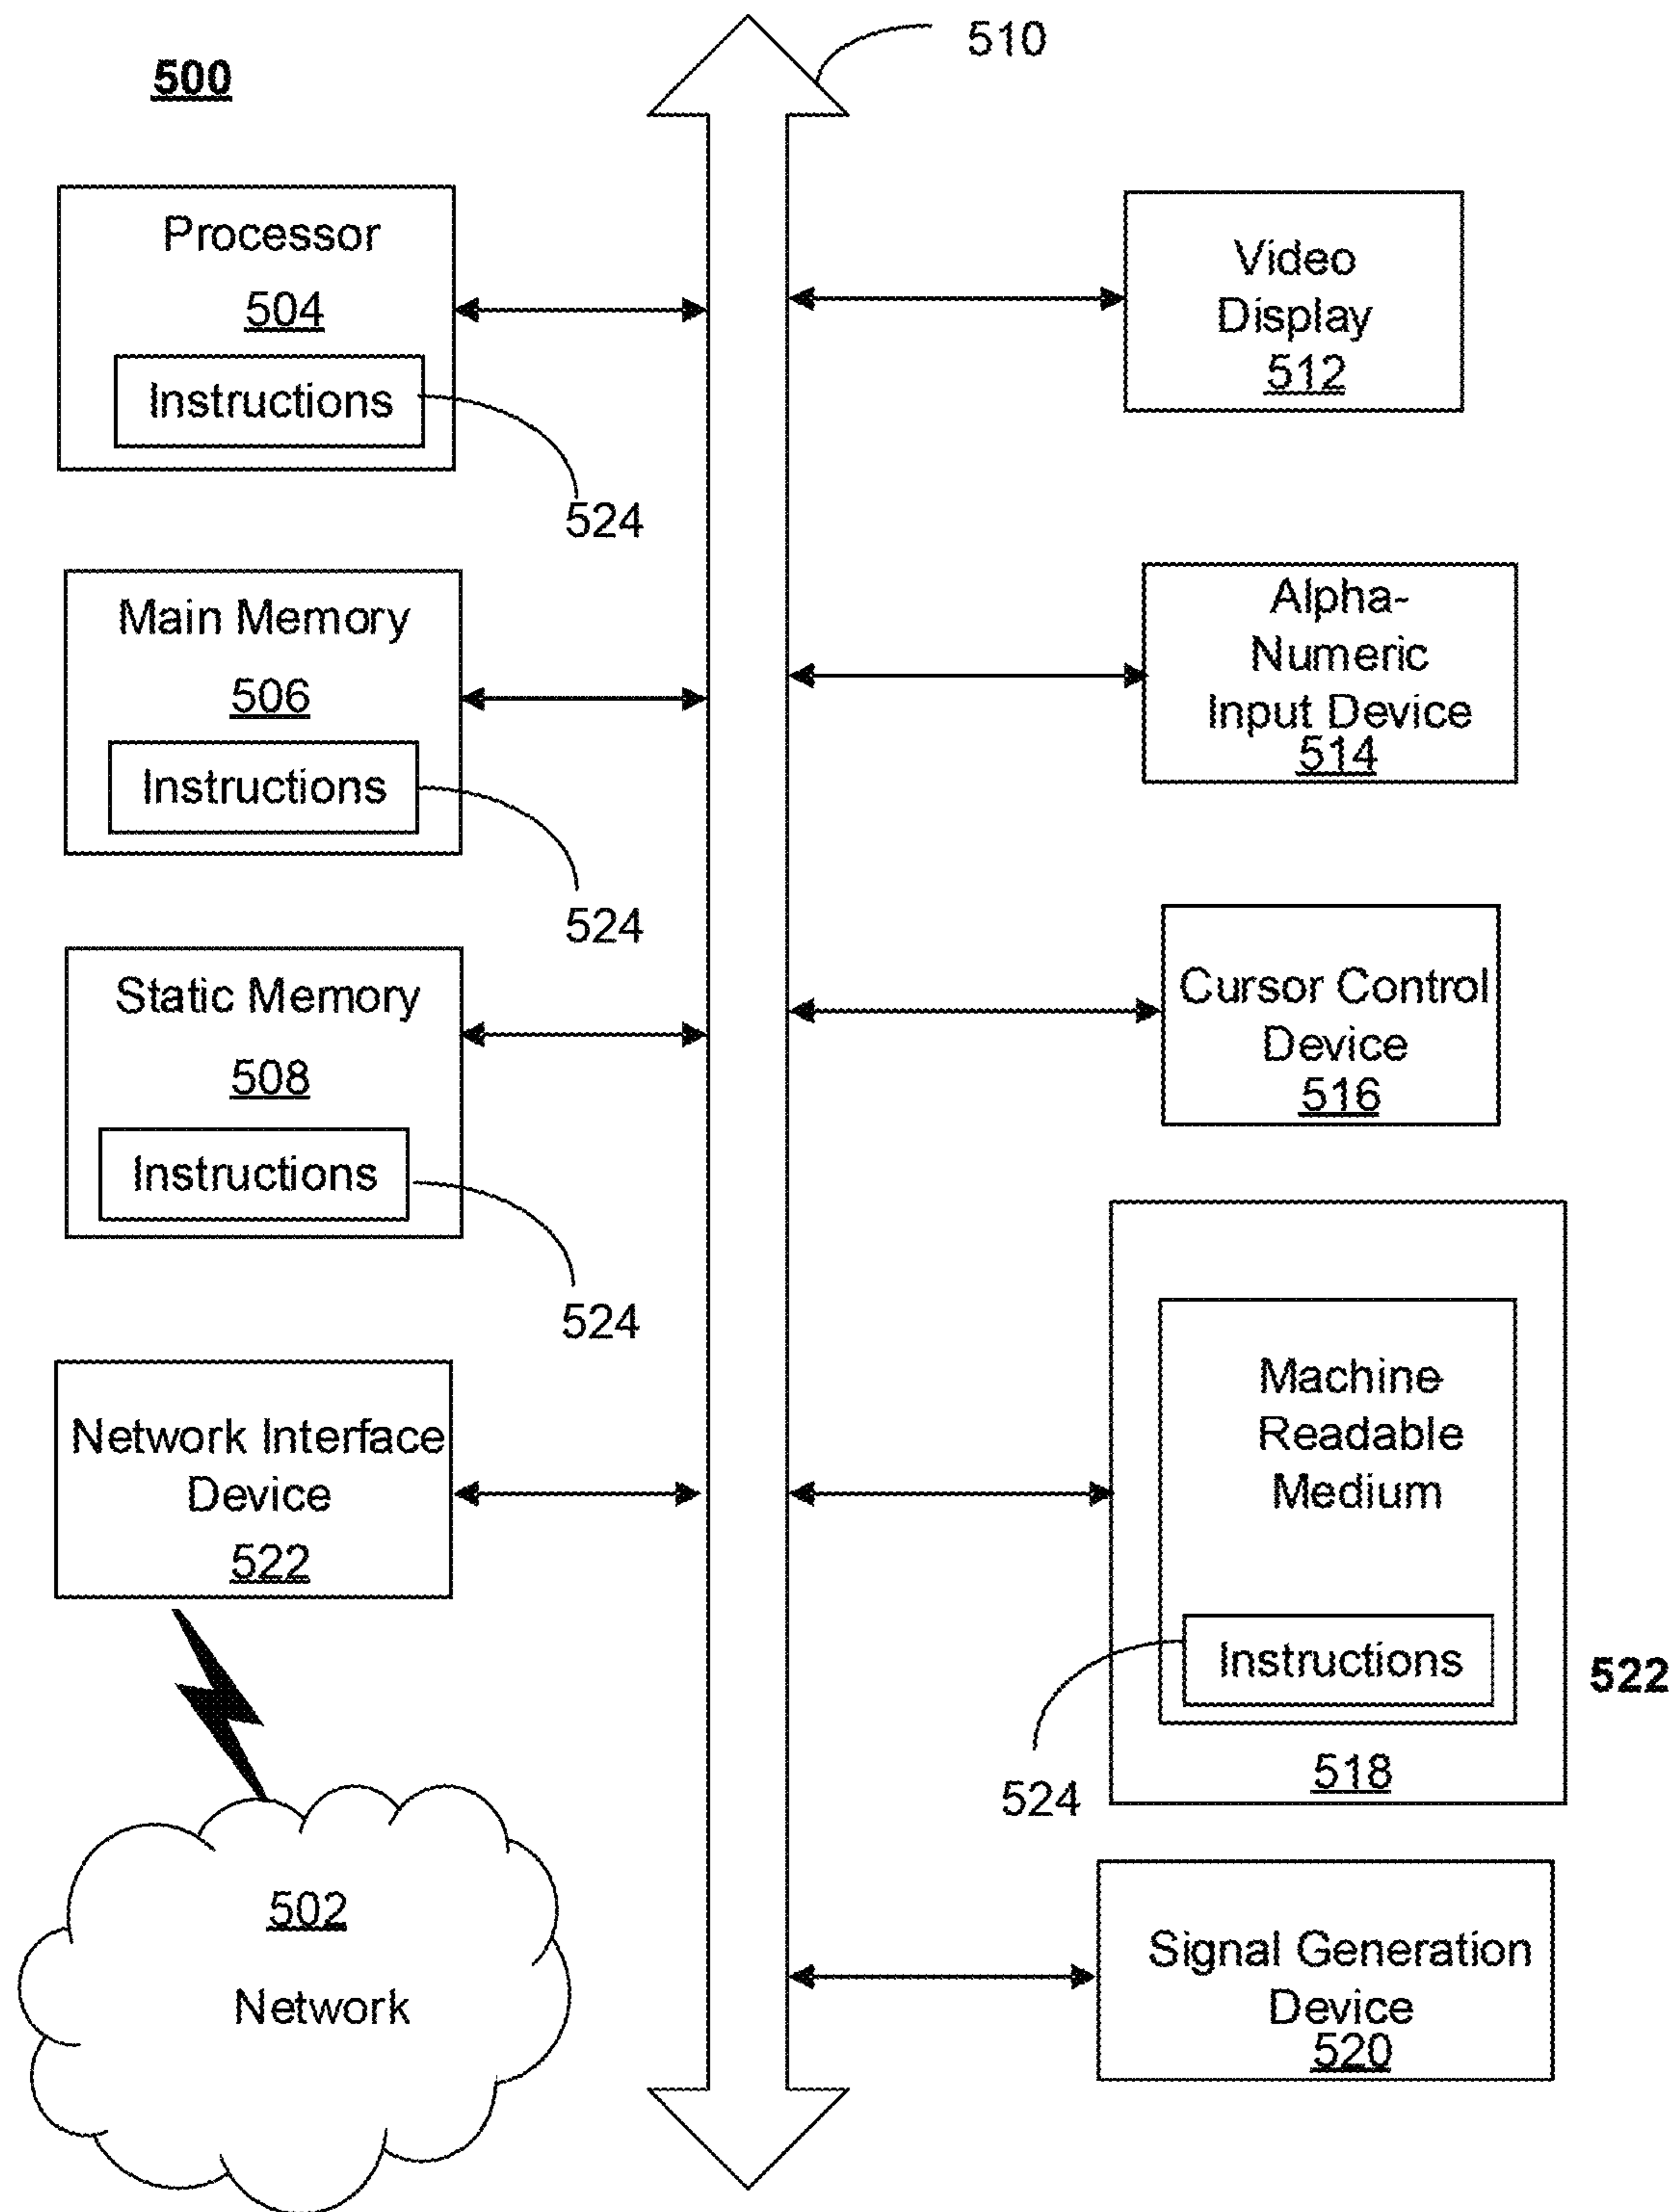 500
510
Processor
504
Instructions
524
Main Memory
506
Instructions
524
Static Memory
508
Instructions
524
Network Interface
Device
522
502
Network
Video
Display
512
Alpha-
Numeric
Input Device
514
Cursor Control
Device
516
Machine
Readable
Medium
Instructions
522
518
524
Signal Generation
Device
520